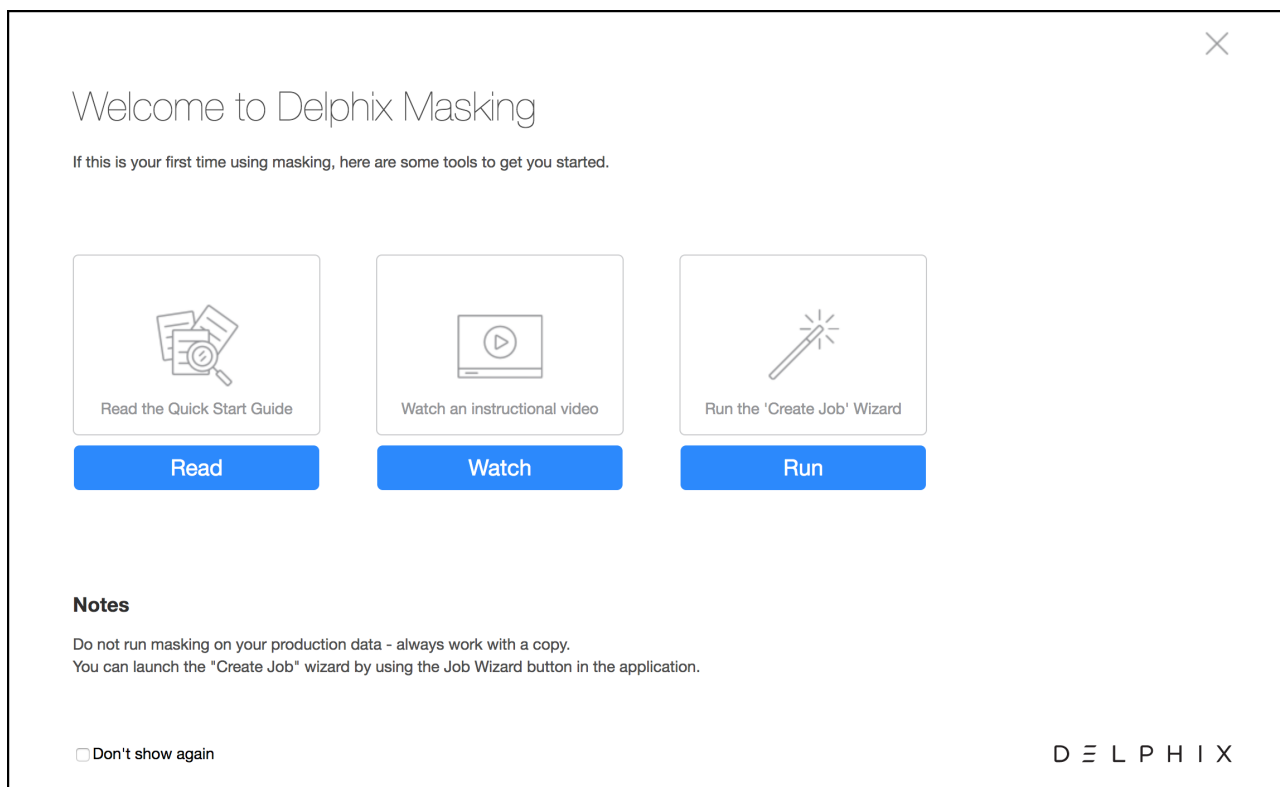 Welcome to Delphix Masking
If this is your first time using masking, here are some tools to get you started.
Read the Quick Start Guide
Watch an instructional video
Run the 'Create Job' Wizard
Read
Watch
Run
Notes
Do not run masking on your production data - always work with a copy.
You can launch the "Create Job" wizard by using the Job Wizard button in the application.
Don't show again
DELPHIX